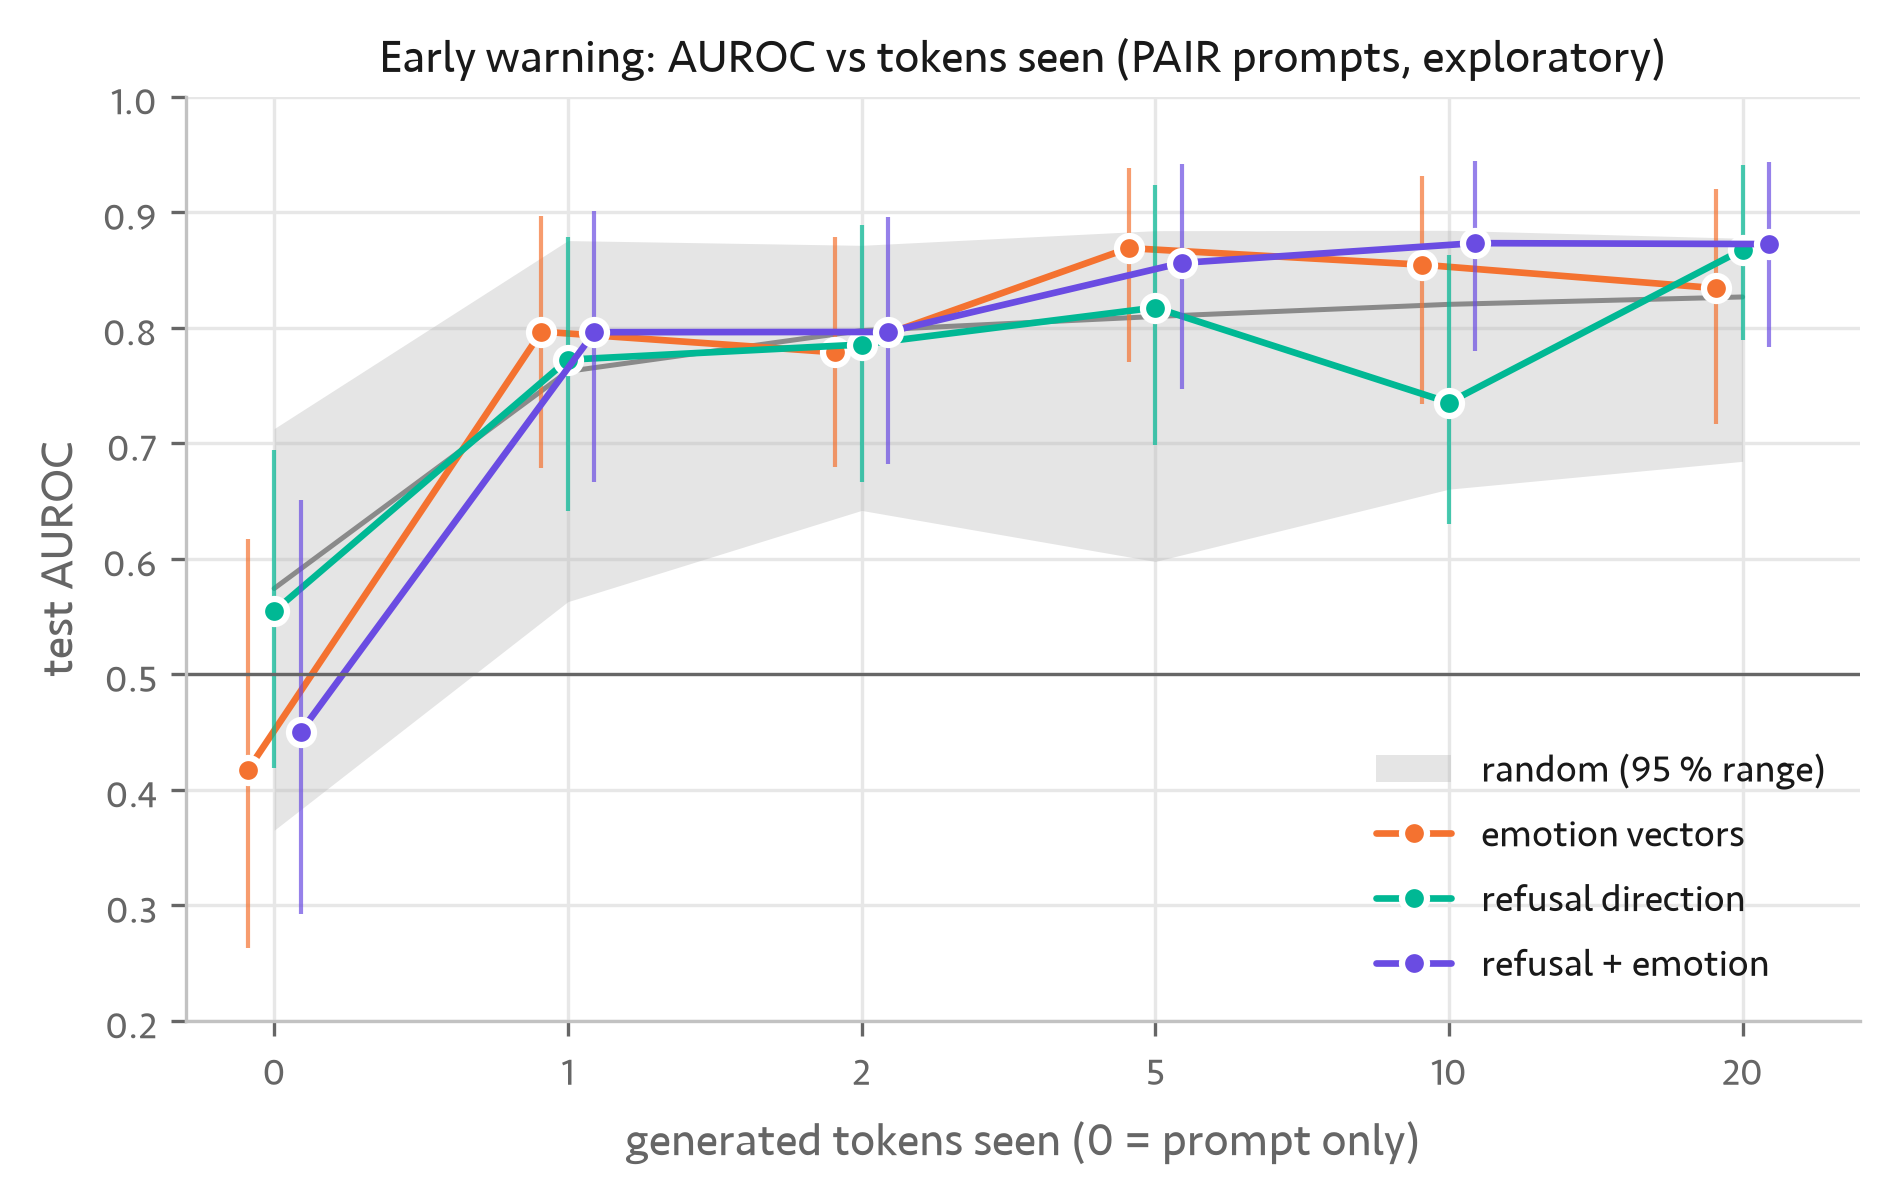 Early warning: AUROC vs tokens seen (PAIR prompts, exploratory)
1.0
0.9
0.8
0.7
0.6
0.5
0.4
0.3
0.2
test AUROC
random (95 % range)
emotion vectors
refusal direction
refusal + emotion
0 1 2 5 10 20
generated tokens seen (0 = prompt only)